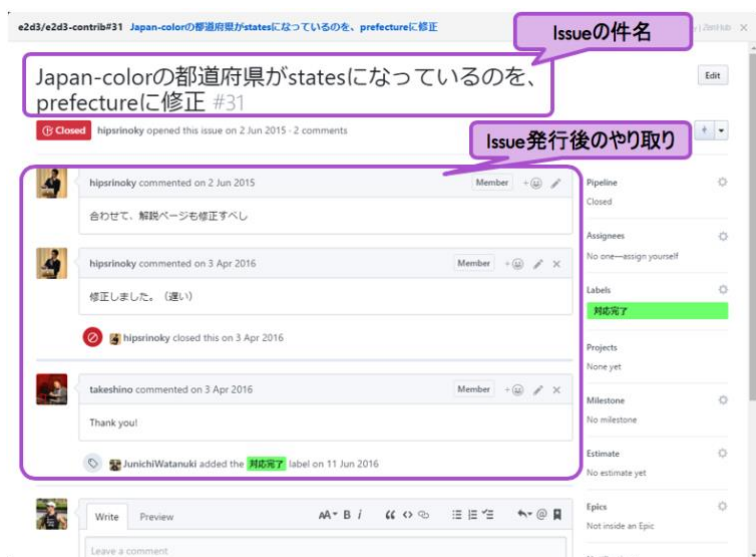 e2d3/e2d3-contrib#31 Japan-colorの都道府県がstatesになっているのを、prefectureに修正
Issueの件名
| ZenHub
Japan-colorの都道府県がstatesになっているのを、
prefectureに修正 #31
Edit
Closed hipsrinoky opened this issue on 2 Jun 2015 · 2 comments
Issue発行後のやり取り
hipsrinoky commented on 2 Jun 2015 Member
合わせて、解説ページも修正すべし
hipsrinoky commented on 3 Apr 2016 Member
修正しました。（遅い）
hipsrinoky closed this on 3 Apr 2016
takeshino commented on 3 Apr 2016 Member
Thank you!
JunichiWatanuki added the 対応完了 label on 11 Jun 2016
Write Preview AA B i
Leave a comment
Pipeline
Closed
Assignees
No one—assign yourself
Labels
対応完了
Projects
None yet
Milestone
No milestone
Estimate
No estimate yet
Epics
Not inside an Epic